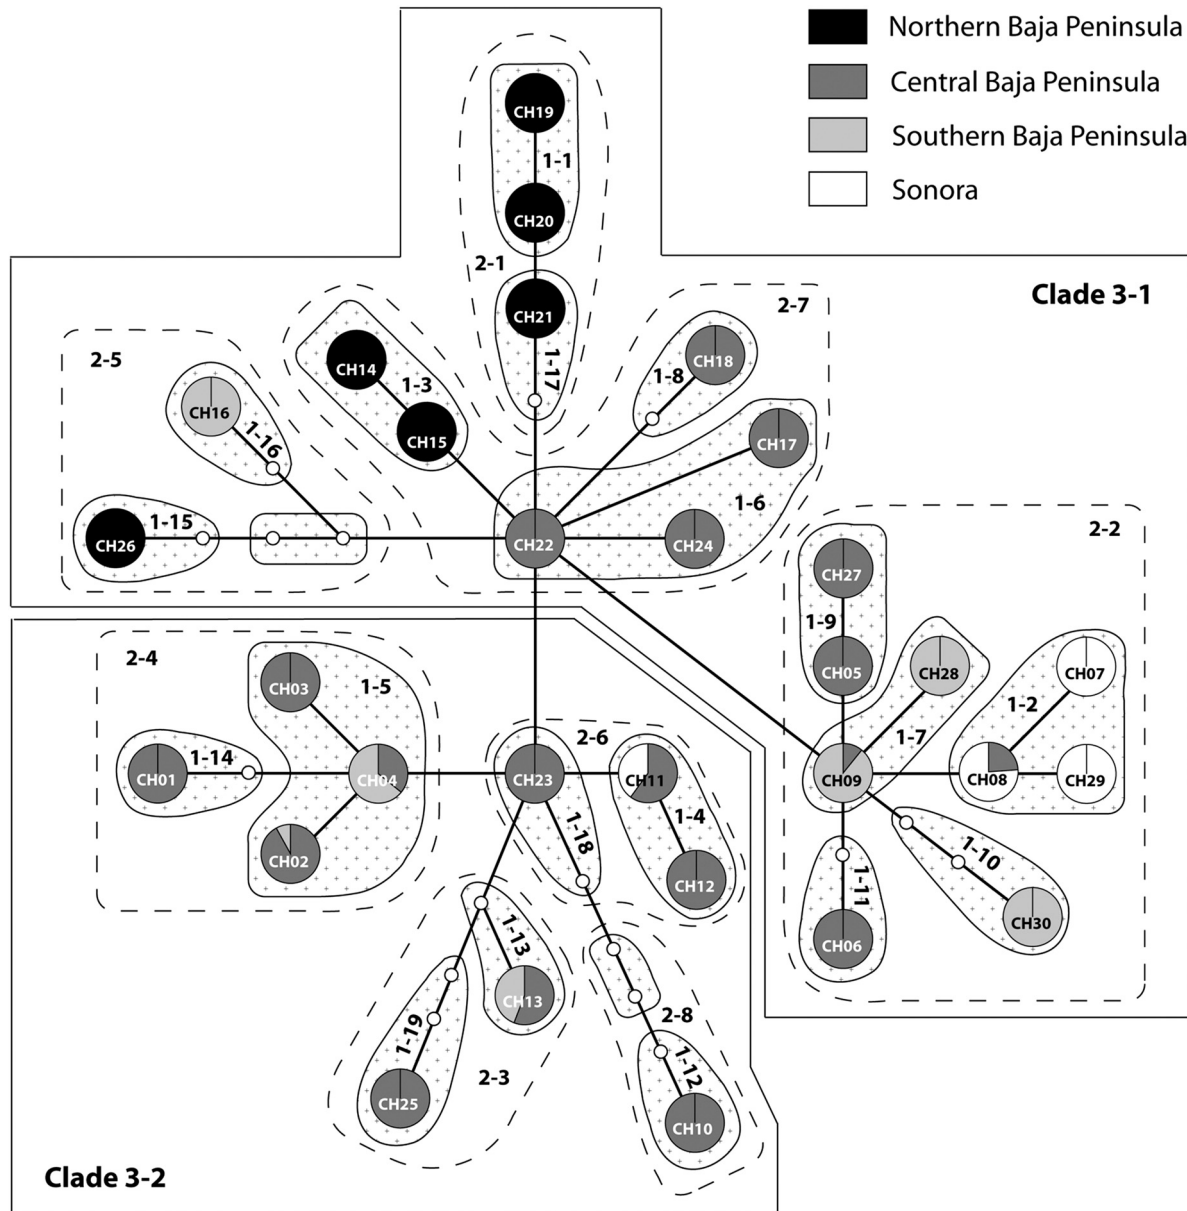 Northern Baja Peninsula
Central Baja Peninsula
Southern Baja Peninsula
Sonora
CH19
1-1
CH20
2-1
Clade 3-1
2-7
CH21
2-5
CH18
CH14
1-17
1-8
1-3
CH16
CH15
CH17
1-16
1-6
1-15
CH26
CH22
CH24
2-2
CH27
1-9
2-4
CH03
1-5
CH05
CH28
CH07
1-2
1-7
2-6
1-14
CH01
CH04
CH23
CH11
CH09
CH08
CH29
1-4
1-18
CH02
CH12
1-10
1-11
CH30
CH06
1-13
CH13
2-8
1-19
2-3
1-12
CH25
CH10
Clade 3-2